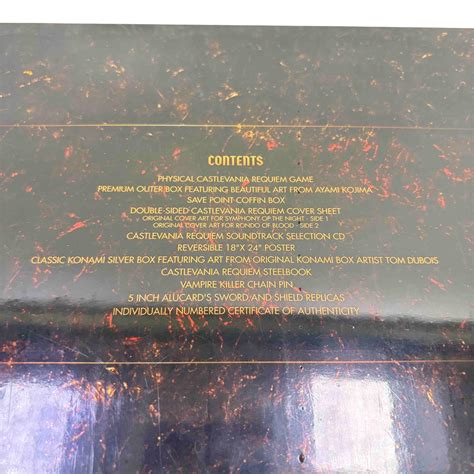 CONTENTS
PHYSICAL CASTLEVANIA REQUIEM GAME
PREMIUM OUTER BOX FEATURING BEAUTIFUL ART FROM AYAMI KOJIMA
SAVE POINT COFFIN BOX
DOUBLE-SIDED CASTLEVANIA REQUIEM COVER SHEET
ORIGINAL COVER ART FOR SYMPHONY OF THE NIGHT - SIDE 1
ORIGINAL COVER ART FOR RONDO OF BLOOD - SIDE 2
CASTLEVANIA REQUIEM SOUNDTRACK SELECTION CD
REVERSIBLE 18"X 24" POSTER
CLASSIC KONAMI SILVER BOX FEATURING ART FROM ORIGINAL KONAMI BOX ARTIST TOM DUBOIS
CASTLEVANIA REQUIEM STEELBOOK
VAMPIRE KILLER CHAIN PIN
5 INCH ALUCARD'S SWORD AND SHIELD REPLICAS
INDIVIDUALLY NUMBERED CERTIFICATE OF AUTHENTICITY